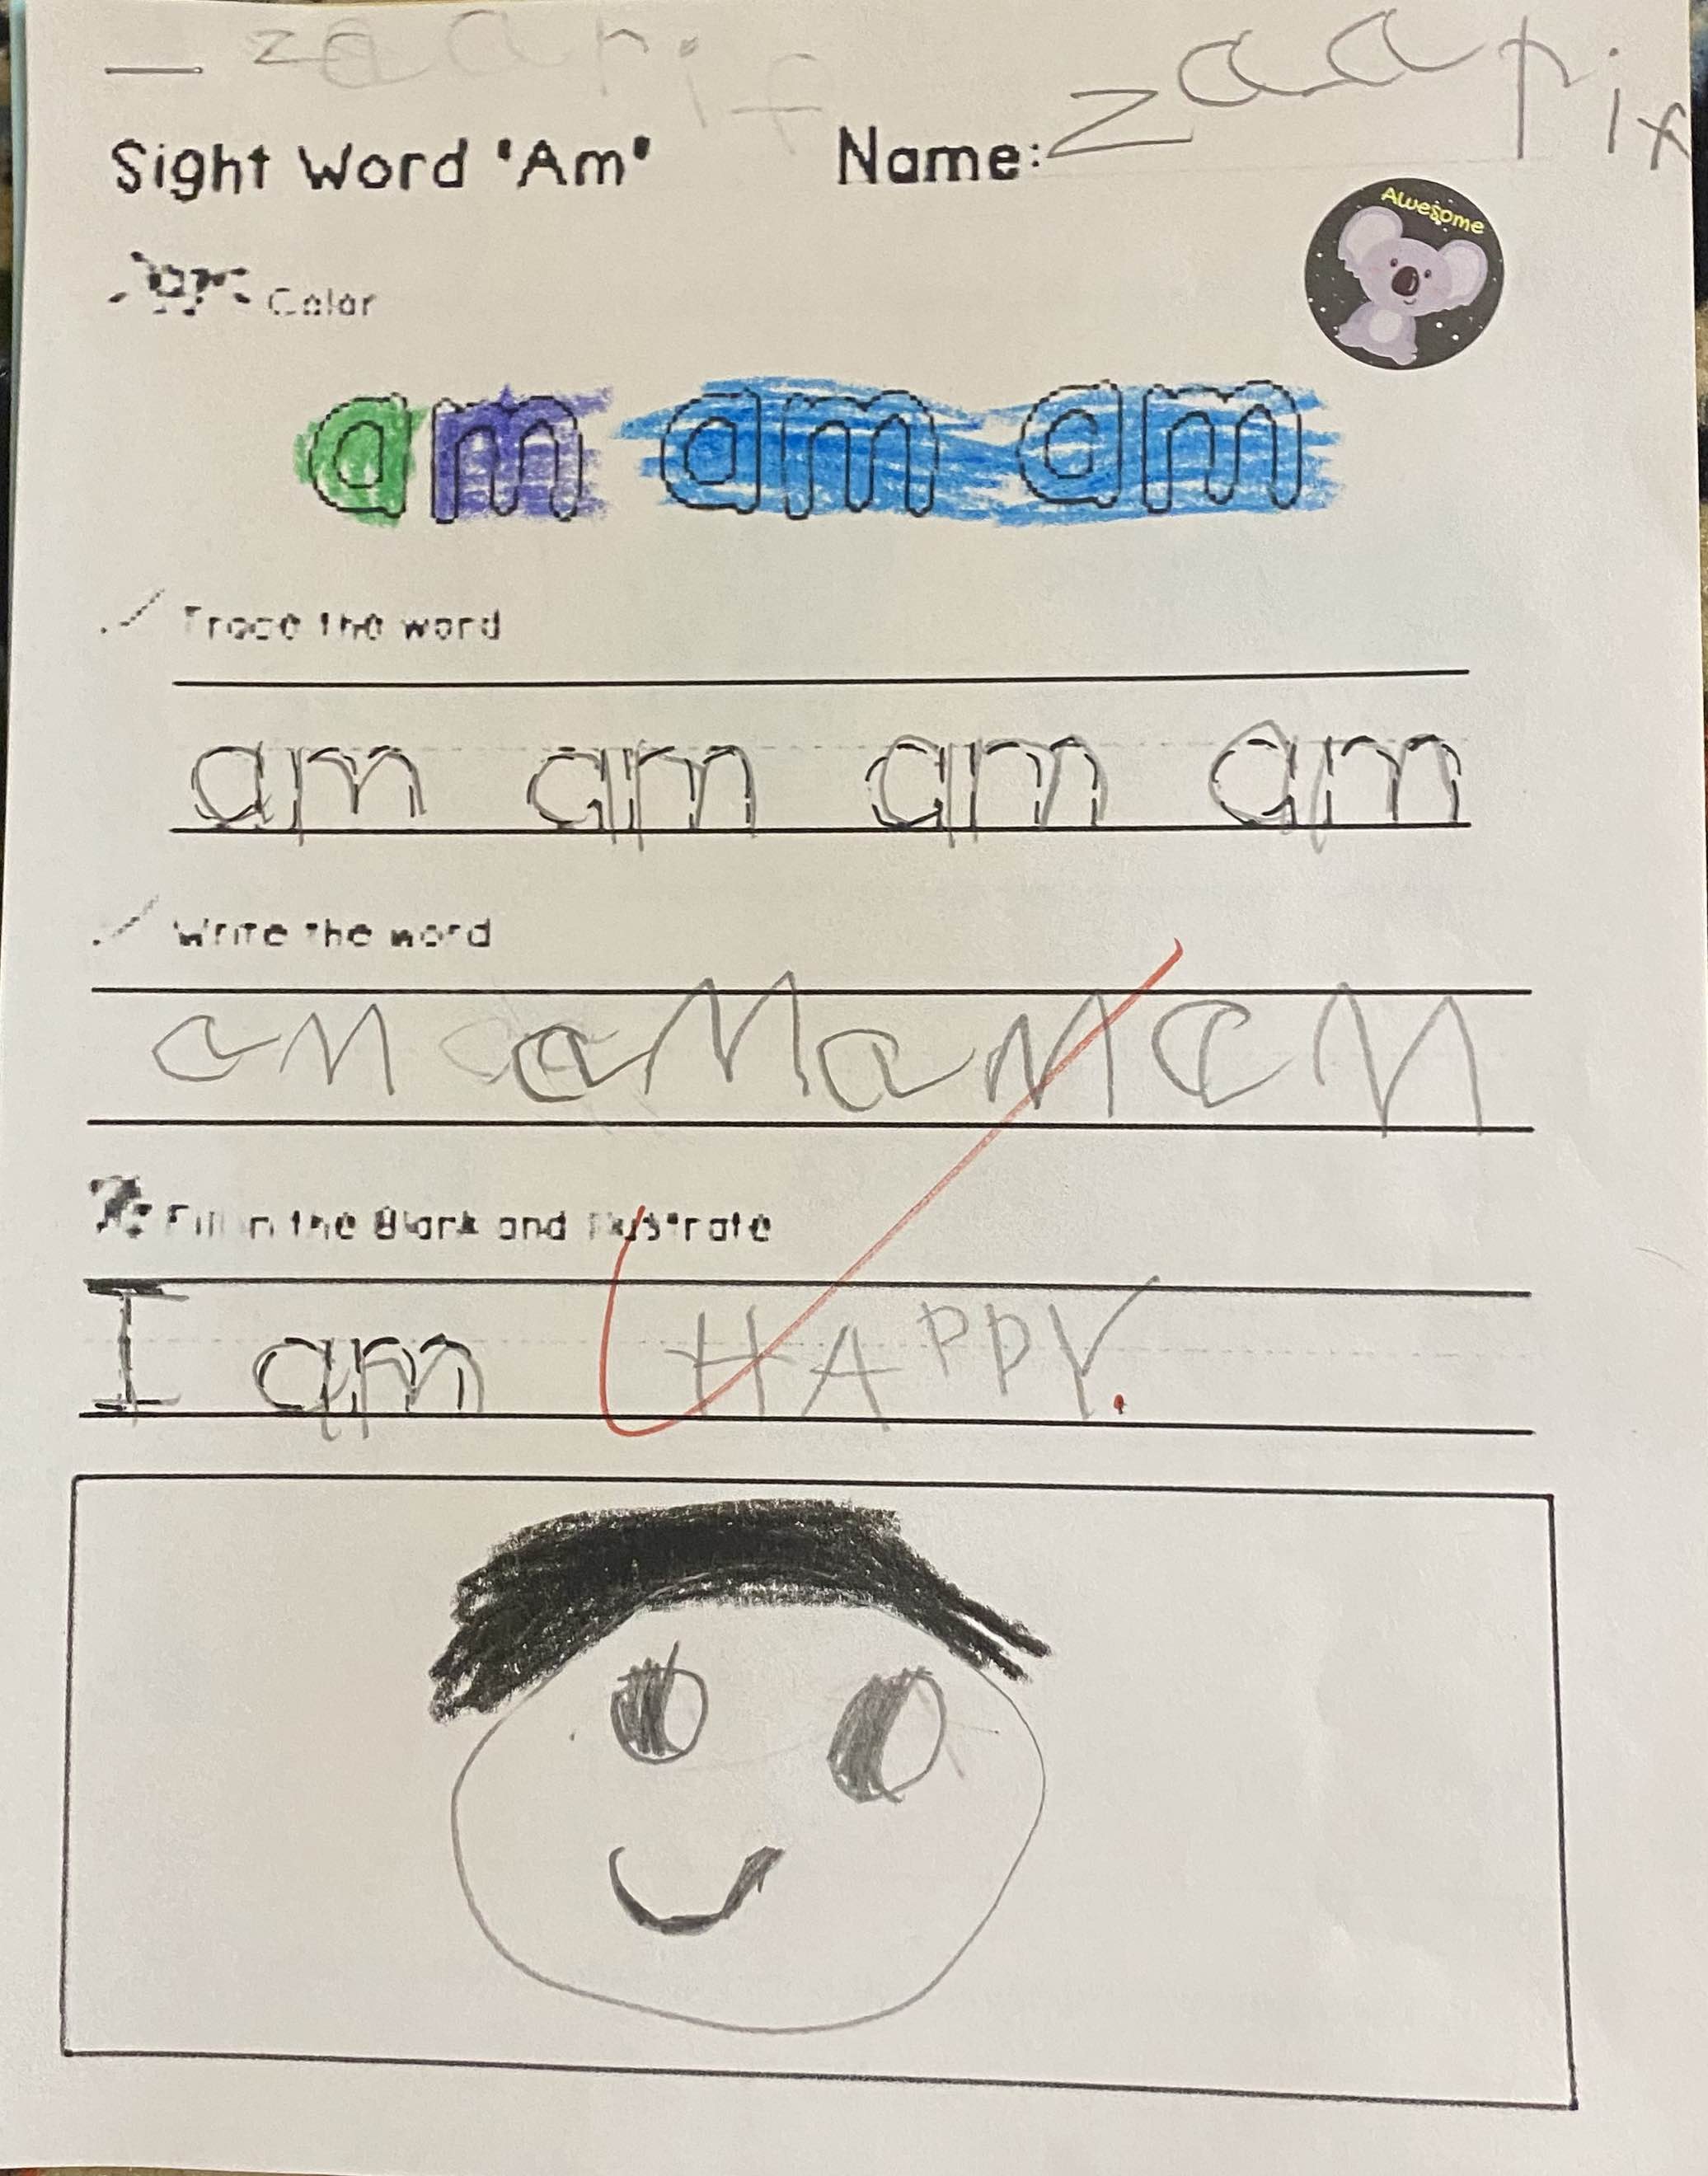 zaarif
Sight Word "Am" Name: zaarif
Awesome
Color
am am am
Trace the word
am am am am
Write the word
aM aM aM aM
Fill in the Blank and Illustrate
I am HAPPY.